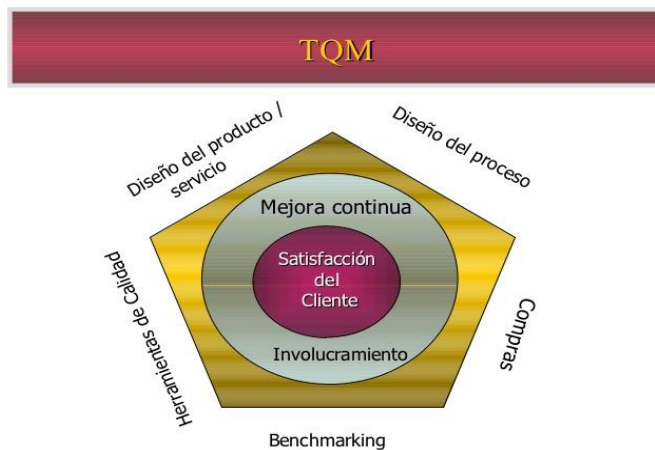 TQM
Diseño del producto /
servicio
Diseño del proceso
Mejora continua
Satisfacción
del
Cliente
Involucramiento
Herramientas de Calidad
Compras
Benchmarking